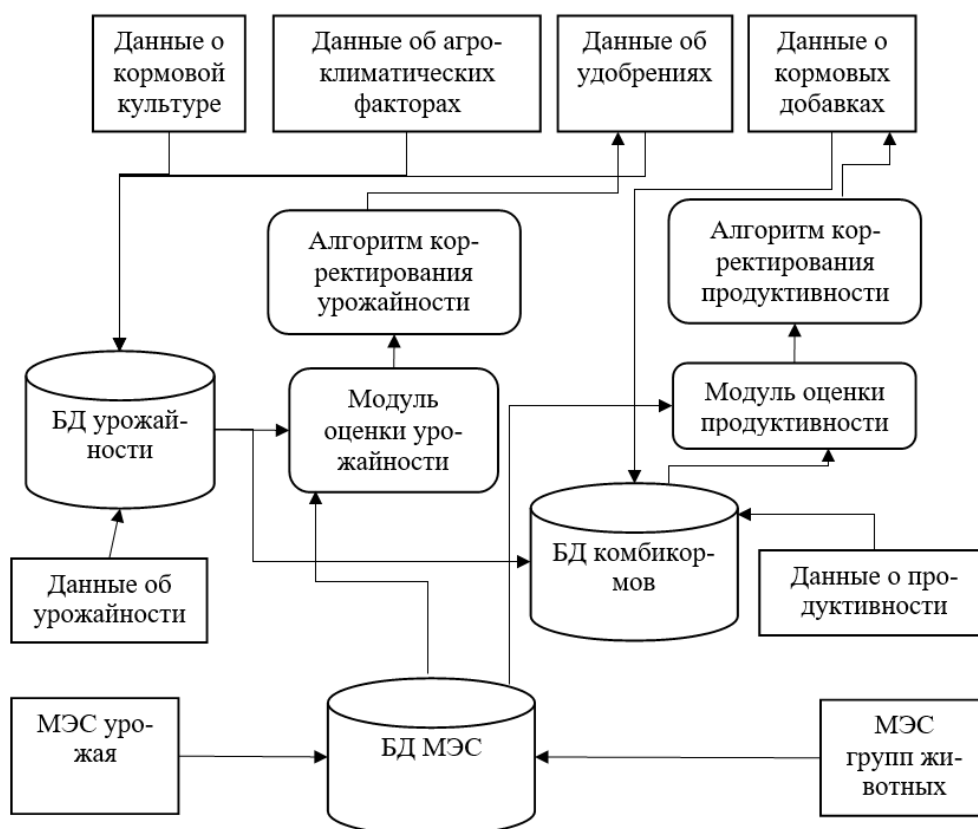 Данные о
кормовой
культуре
Данные об агро-
климатических
факторах
Данные об
удобрениях
Данные о
кормовых
добавках
Алгоритм кор-
ректирования
урожайности
Алгоритм кор-
ректирования
продуктивности
БД урожай-
ности
Модуль
оценки уро-
жайности
Модуль оценки
продуктивности
БД комбикор-
мов
Данные об
урожайности
Данные о про-
дуктивности
МЭС уро-
жая
БД МЭС
МЭС
групп жи-
вотных